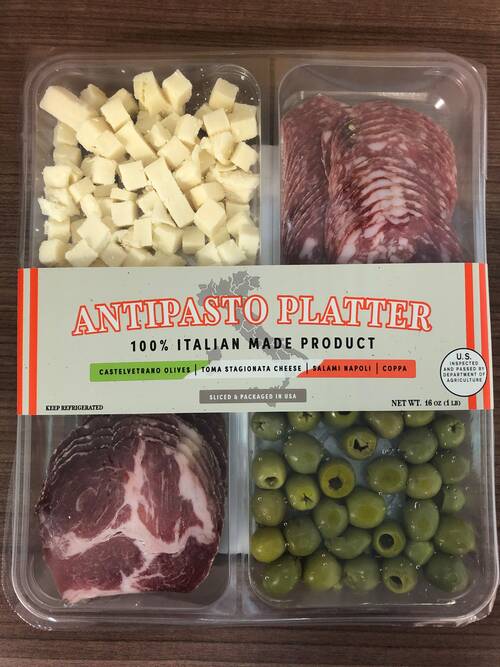 ANTIPASTO PLATTER
100% ITALIAN MADE PRODUCT
CASTELVETRANO OLIVES | TOMA STAGIONATA CHEESE | SALAMI NAPOLI | COPPA
SLICED & PACKAGED IN USA
U.S.
INSPECTED
AND PASSED BY
DEPARTMENT OF
AGRICULTURE
KEEP REFRIGERATED
NET WT. 16 OZ (1 LB)